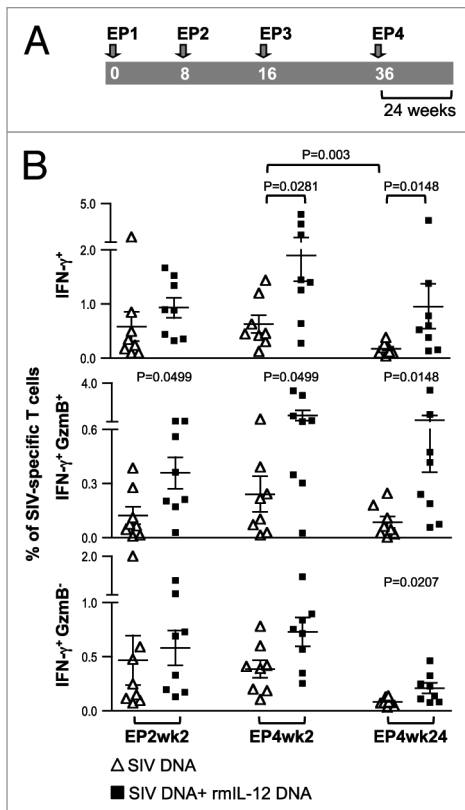 A
EP1 EP2 EP3 EP4
0 8 16 36
24 weeks
B
P=0.003
P=0.0281 P=0.0148
5.0
2.0
1.0
0.0
IFN-γ+
P=0.0499 P=0.0499 P=0.0148
4.0
0.6
0.3
0.0
IFN-γ+ GzmB+
% of SIV-specific T cells
P=0.0207
2.0
1.0
0.5
0.0
IFN-γ+ GzmB-
EP2wk2 EP4wk2 EP4wk24
SIV DNA
SIV DNA+ rmIL-12 DNA